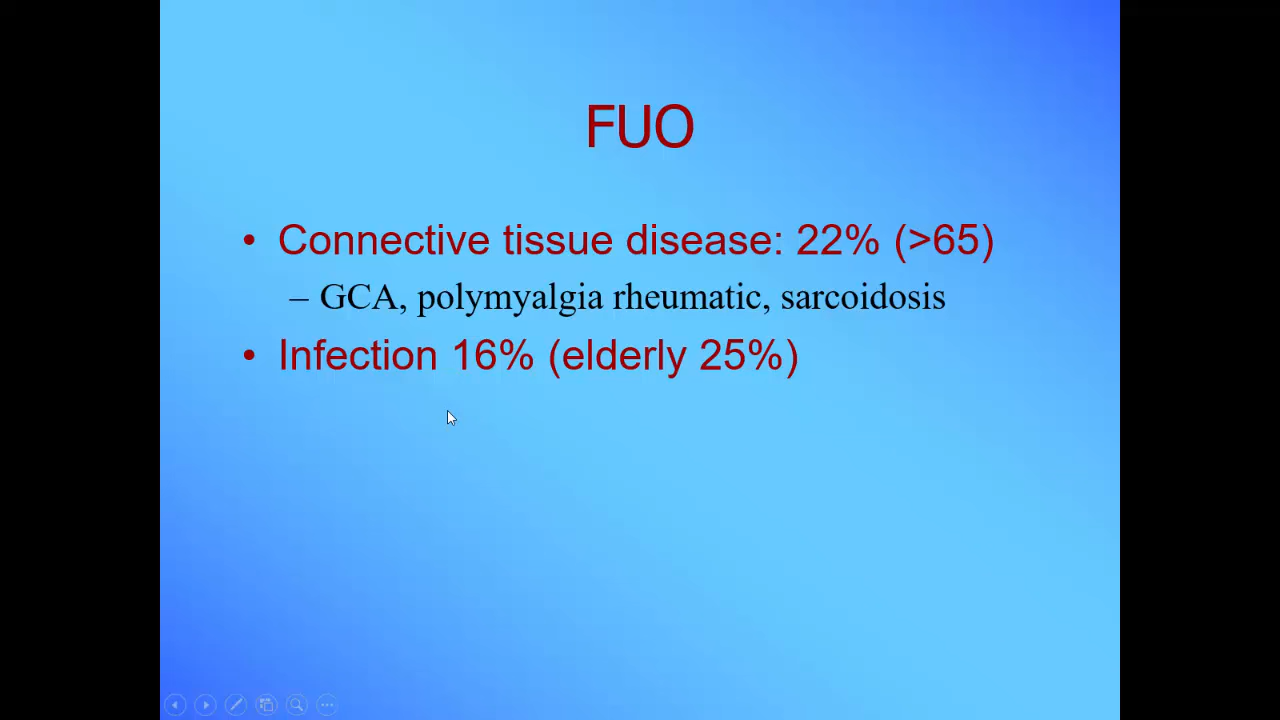 FUO
• Connective tissue disease: 22% (>65)
– GCA, polymyalgia rheumatic, sarcoidosis
• Infection 16% (elderly 25%)